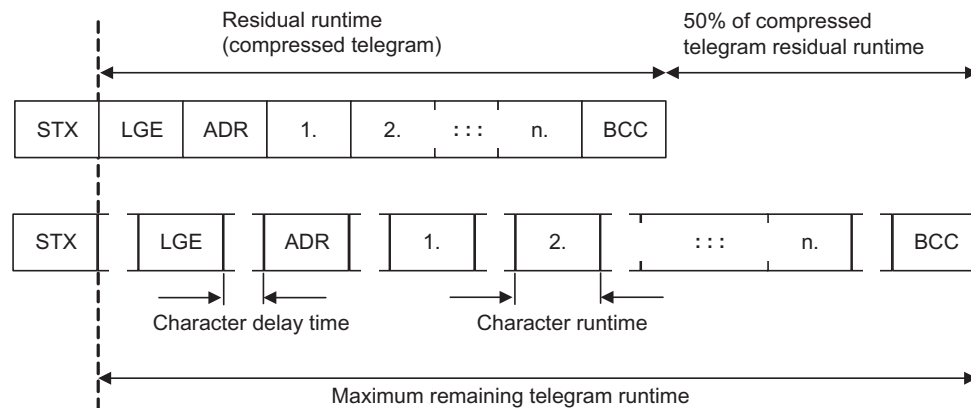 Residual runtime
(compressed telegram)
50% of compressed
telegram residual runtime
STX LGE ADR 1. 2. : : : n. BCC
STX LGE ADR 1. 2. : : : n. BCC
Character delay time Character runtime
Maximum remaining telegram runtime